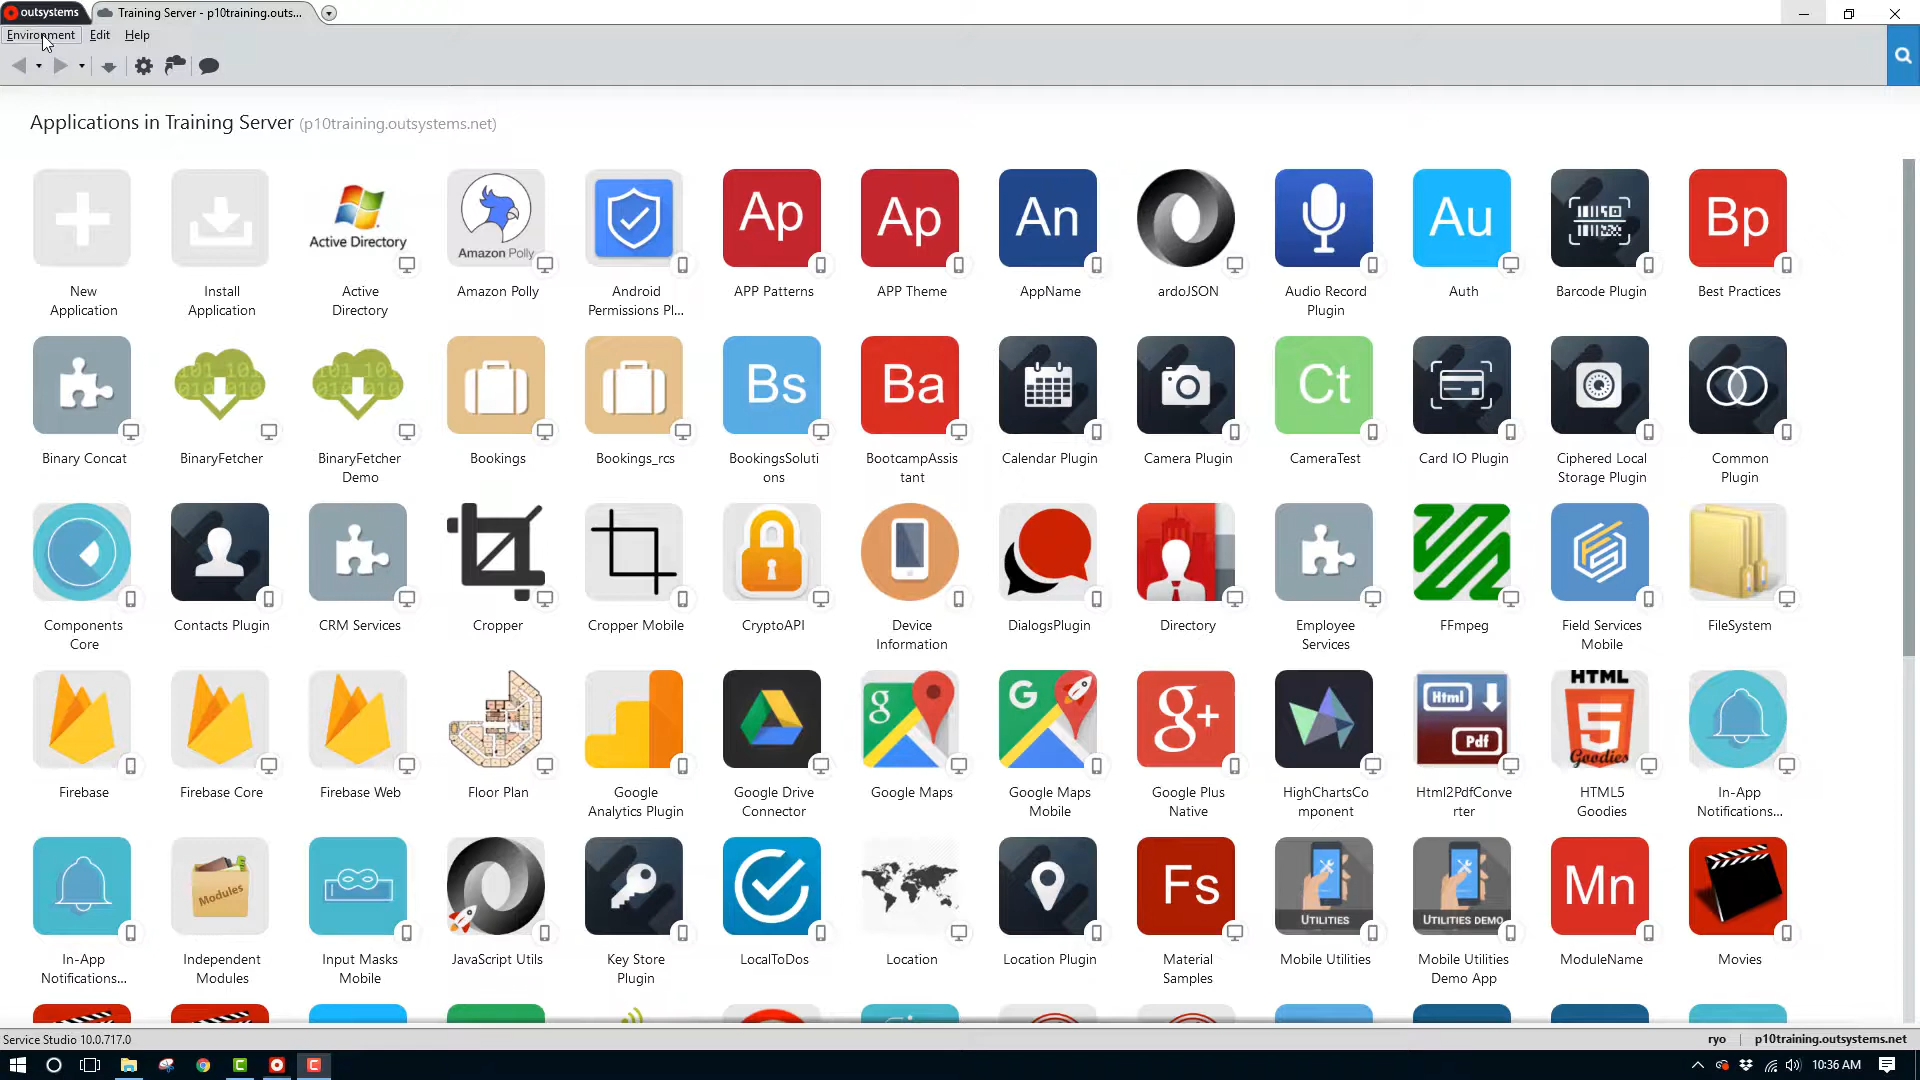 outsystems
Training Server - p10training.outs...
Environment Edit Help
Applications in Training Server (p10training.outsystems.net)
Active Directory
Amazon Polly
Ap
Ap
An
Au
Bp
New Application
Install Application
Active Directory
Amazon Polly
Android Permissions Pl...
APP Patterns
APP Theme
AppName
ardoJSON
Audio Record Plugin
Auth
Barcode Plugin
Best Practices
Bs
Ba
Ct
Binary Concat
BinaryFetcher
BinaryFetcher Demo
Bookings
Bookings_rcs
BookingsSoluti ons
BootcampAssis tant
Calendar Plugin
Camera Plugin
CameraTest
Card IO Plugin
Ciphered Local Storage Plugin
Common Plugin
Components Core
Contacts Plugin
CRM Services
Cropper
Cropper Mobile
CryptoAPI
Device Information
DialogsPlugin
Directory
Employee Services
FFmpeg
Field Services Mobile
FileSystem
g
G
g+
Html
Pdf
HTML
5
Goodies
Firebase
Firebase Core
Firebase Web
Floor Plan
Google Analytics Plugin
Google Drive Connector
Google Maps
Google Maps Mobile
Google Plus Native
HighChartsCo mponent
Html2PdfConve rter
HTML5 Goodies
In-App Notifications...
Modules
Fs
UTILITIES
UTILITIES DEMO
Mn
In-App Notifications...
Independent Modules
Input Masks Mobile
JavaScript Utils
Key Store Plugin
LocalToDos
Location
Location Plugin
Material Samples
Mobile Utilities
Mobile Utilities Demo App
ModuleName
Movies
Service Studio 10.0.717.0
ryo
p10training.outsystems.net
10:36 AM